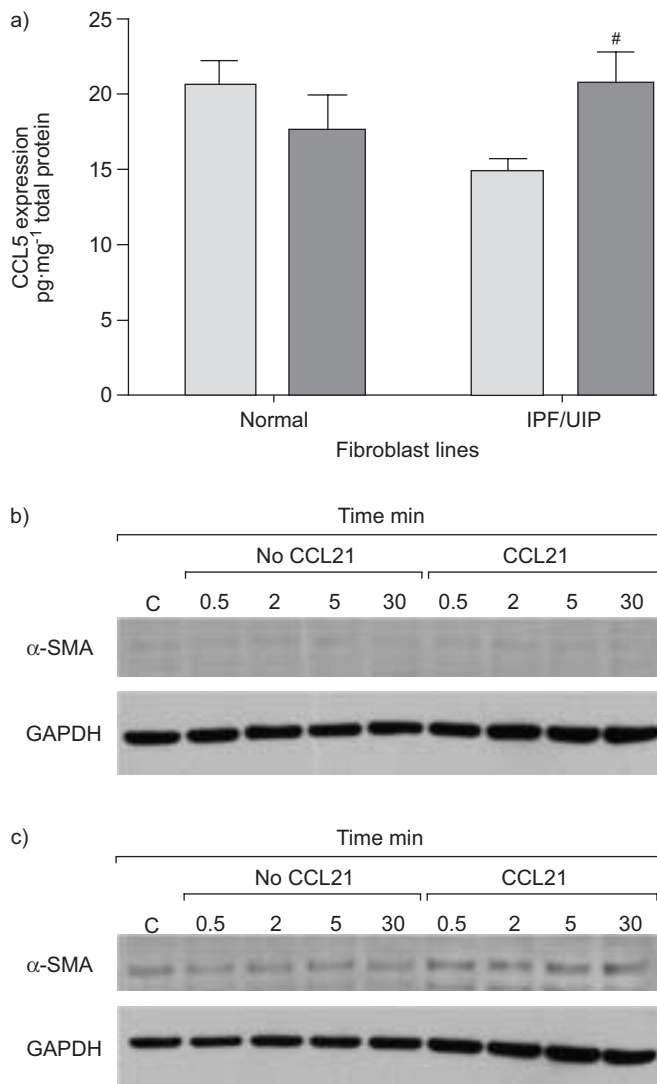 a)
25
20
15
10
5
0
CCL5 expression
pg·mg⁻¹ total protein
#
Normal
IPF/UIP
Fibroblast lines
b)
Time min
No CCL21
CCL21
C 0.5 2 5 30 0.5 2 5 30
α-SMA
GAPDH
c)
Time min
No CCL21
CCL21
C 0.5 2 5 30 0.5 2 5 30
α-SMA
GAPDH